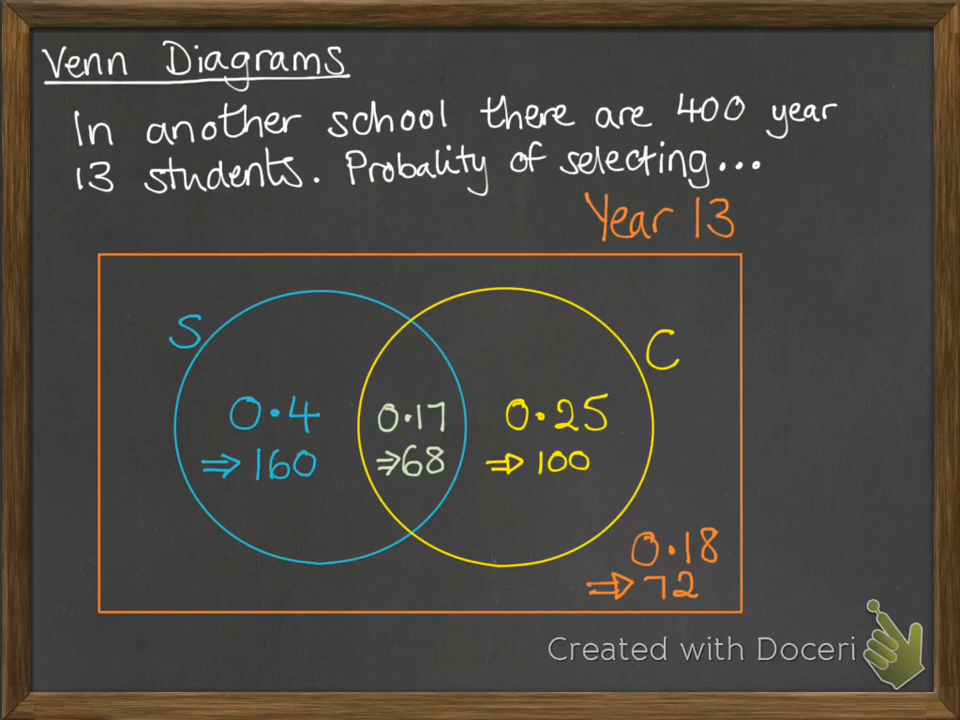 Venn Diagrams
In another school there are 400 year
13 students. Probality of selecting...
Year 13
S
C
0.4
0.17
0.25
⇒ 160
⇒ 68
⇒ 100
0.18
⇒ 72
Created with Doceri